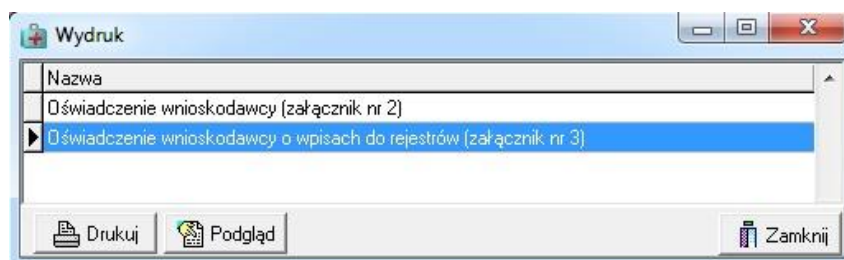 Wydruk
Nazwa
Oświadczenie wnioskodawcy (załącznik nr 2)
Oświadczenie wnioskodawcy o wpisach do rejestrów (załącznik nr 3)
Drukuj Podgląd Zamknij